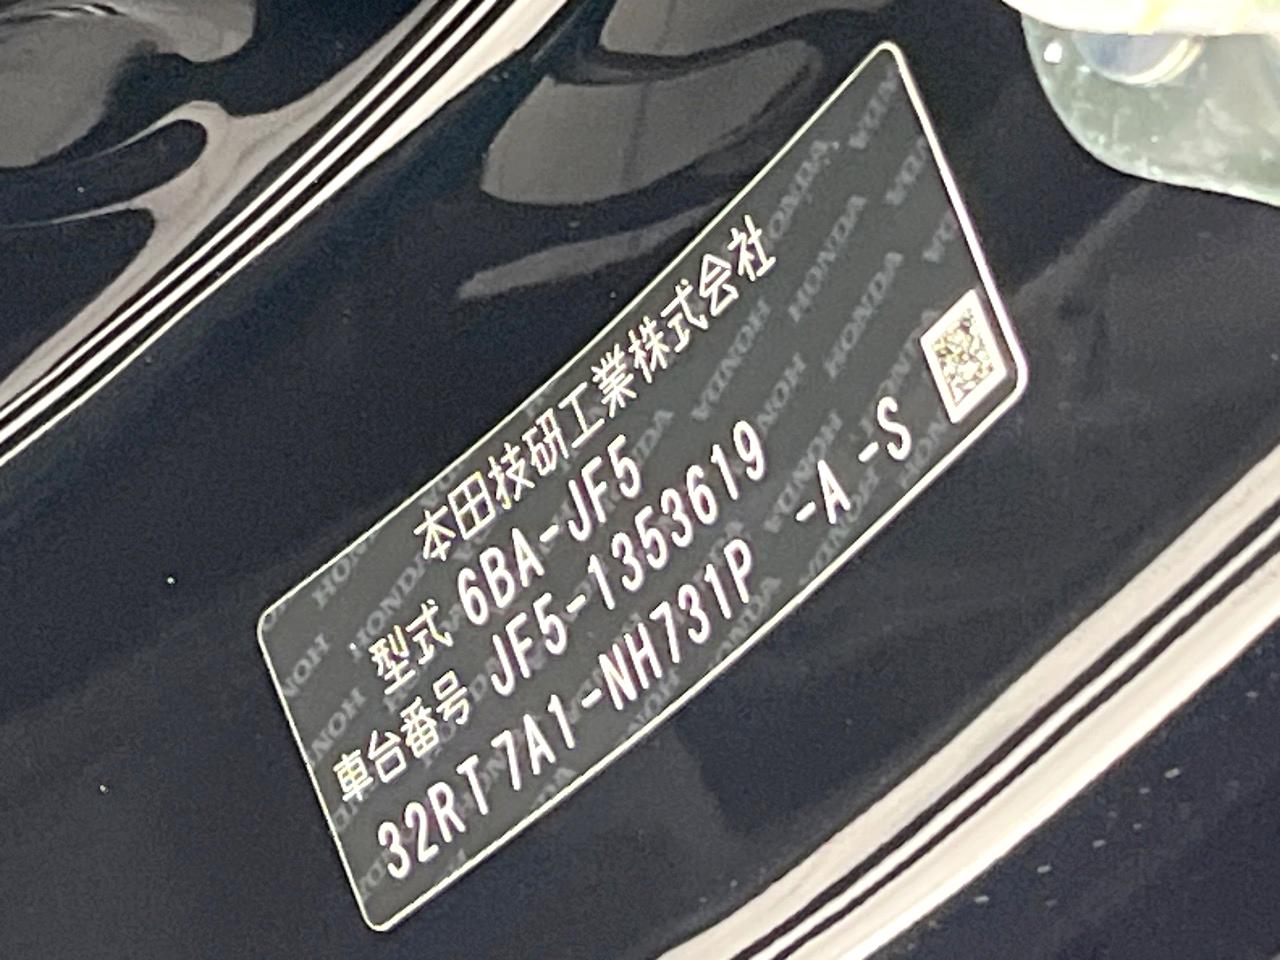 本田技研工業株式会社
型式 6BA-JF5
車台番号 JF5-1353619
32RT7A1-NH731P -A -S